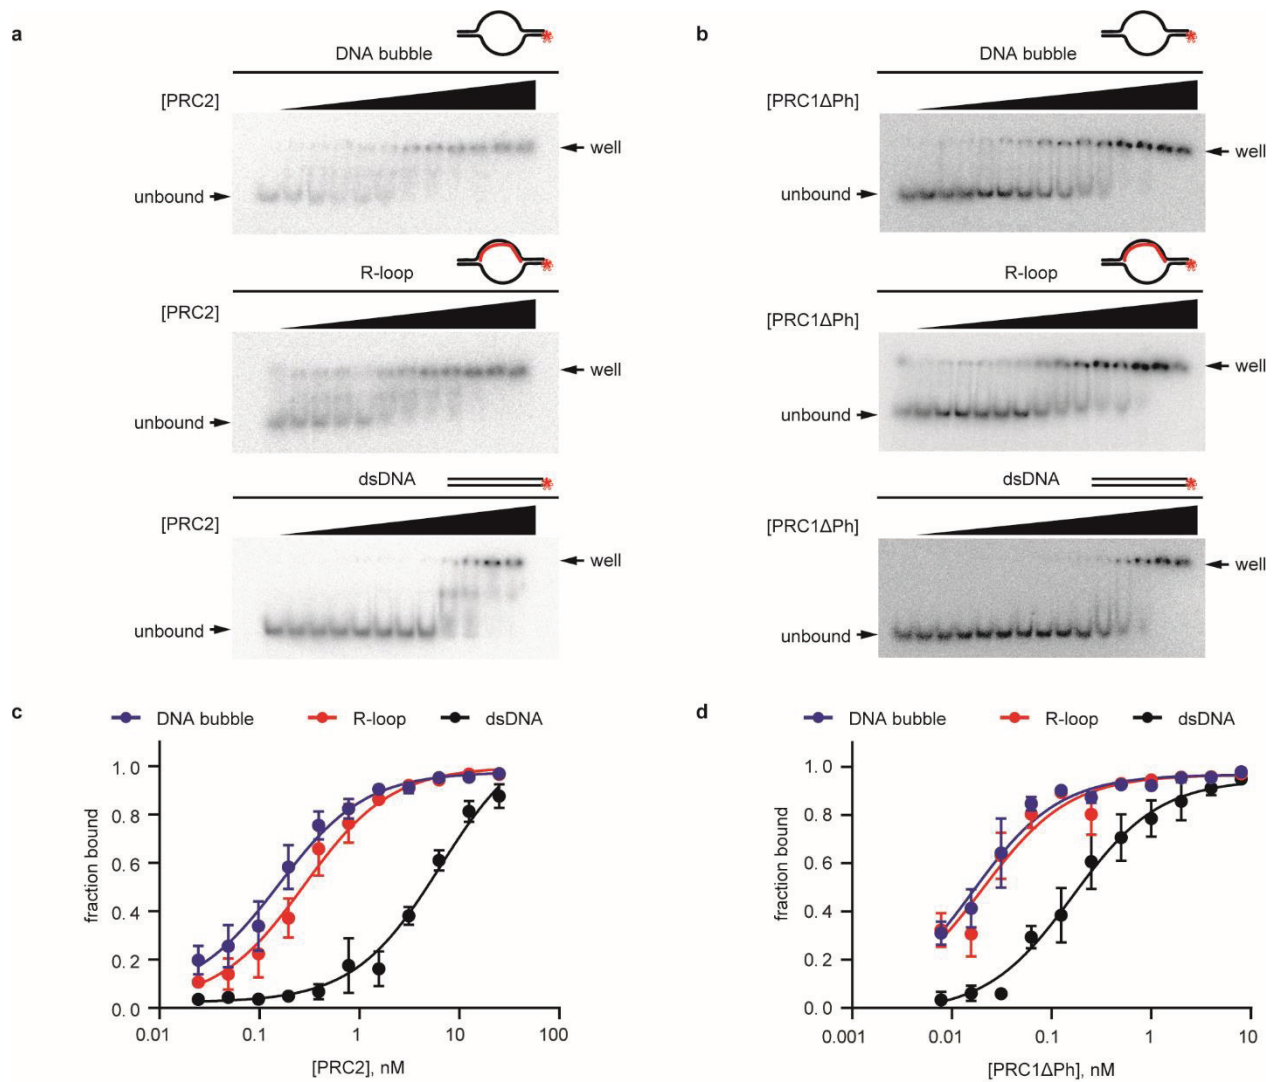 a
DNA bubble
[PRC2]
well
unbound
R-loop
[PRC2]
well
unbound
dsDNA
[PRC2]
well
unbound
b
DNA bubble
[PRC1ΔPh]
well
unbound
R-loop
[PRC1ΔPh]
well
unbound
dsDNA
[PRC1ΔPh]
well
unbound
c
DNA bubble R-loop dsDNA
fraction bound
1.0
0.8
0.6
0.4
0.2
0.0
0.01 0.1 1 10 100
[PRC2], nM
d
DNA bubble R-loop dsDNA
fraction bound
1.0
0.8
0.6
0.4
0.2
0.0
0.001 0.01 0.1 1 10
[PRC1ΔPh], nM